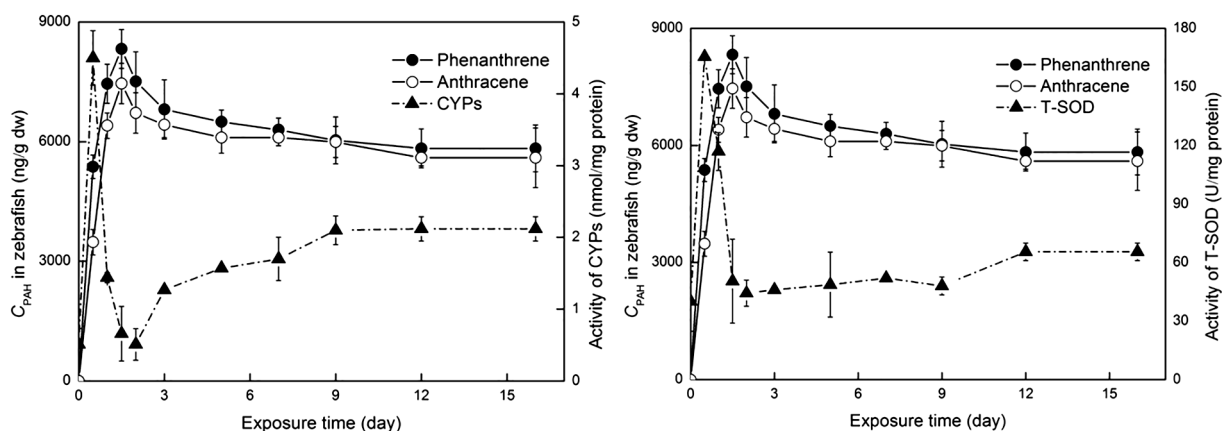 9000
6000
3000
0
C_PAH in zebrafish (ng/g dw)
Phenanthrene
Anthracene
CYPs
5
4
3
2
1
0
Activity of CYPs (nmol/mg protein)
0 3 6 9 12 15
Exposure time (day)
9000
6000
3000
0
C_PAH in zebrafish (ng/g dw)
Phenanthrene
Anthracene
T-SOD
180
150
120
90
60
30
0
Activity of T-SOD (U/mg protein)
0 3 6 9 12 15
Exposure time (day)